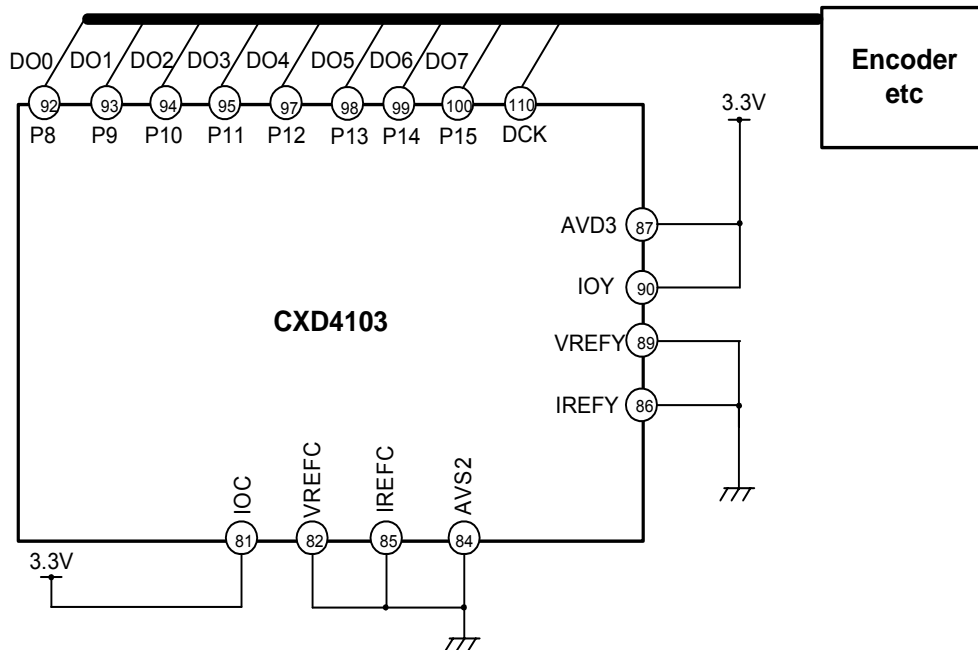 DO0 DO1 DO2 DO3 DO4 DO5 DO6 DO7
Encoder
etc
92 93 94 95 97 98 99 100 110
P8 P9 P10 P11 P12 P13 P14 P15 DCK
3.3V
AVD3 87
IOY 90
CXD4103
VREFY 89
IREFY 86
IOC VREFC IREFC AVS2
81 82 85 84
3.3V